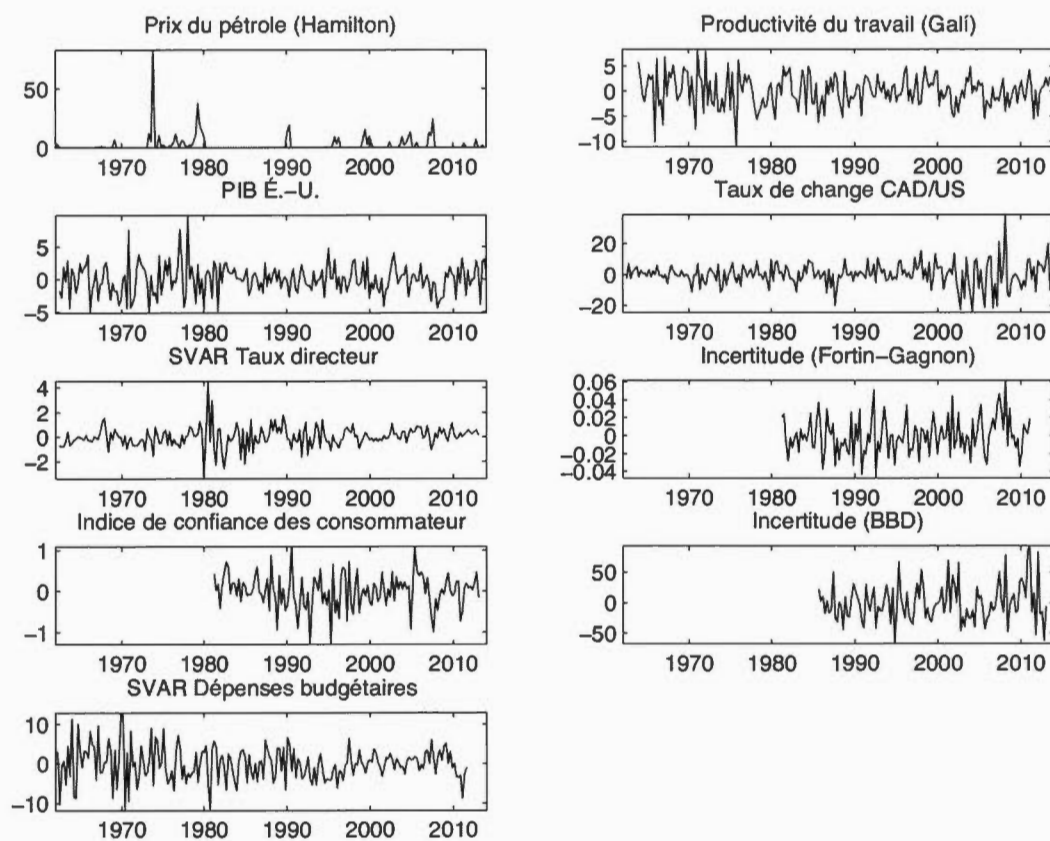 Prix du pétrole (Hamilton)
50
0
1970 1980 1990 2000 2010
Productivité du travail (Galí)
5
0
−5
−10
1970 1980 1990 2000 2010
PIB É.−U.
5
0
−5
1970 1980 1990 2000 2010
Taux de change CAD/US
20
0
−20
1970 1980 1990 2000 2010
SVAR Taux directeur
4
2
0
−2
1970 1980 1990 2000 2010
Incertitude (Fortin−Gagnon)
0.06
0.04
0.02
0
−0.02
−0.04
1970 1980 1990 2000 2010
Indice de confiance des consommateur
1
0
−1
1970 1980 1990 2000 2010
Incertitude (BBD)
50
0
−50
1970 1980 1990 2000 2010
SVAR Dépenses budgétaires
10
0
−10
1970 1980 1990 2000 2010